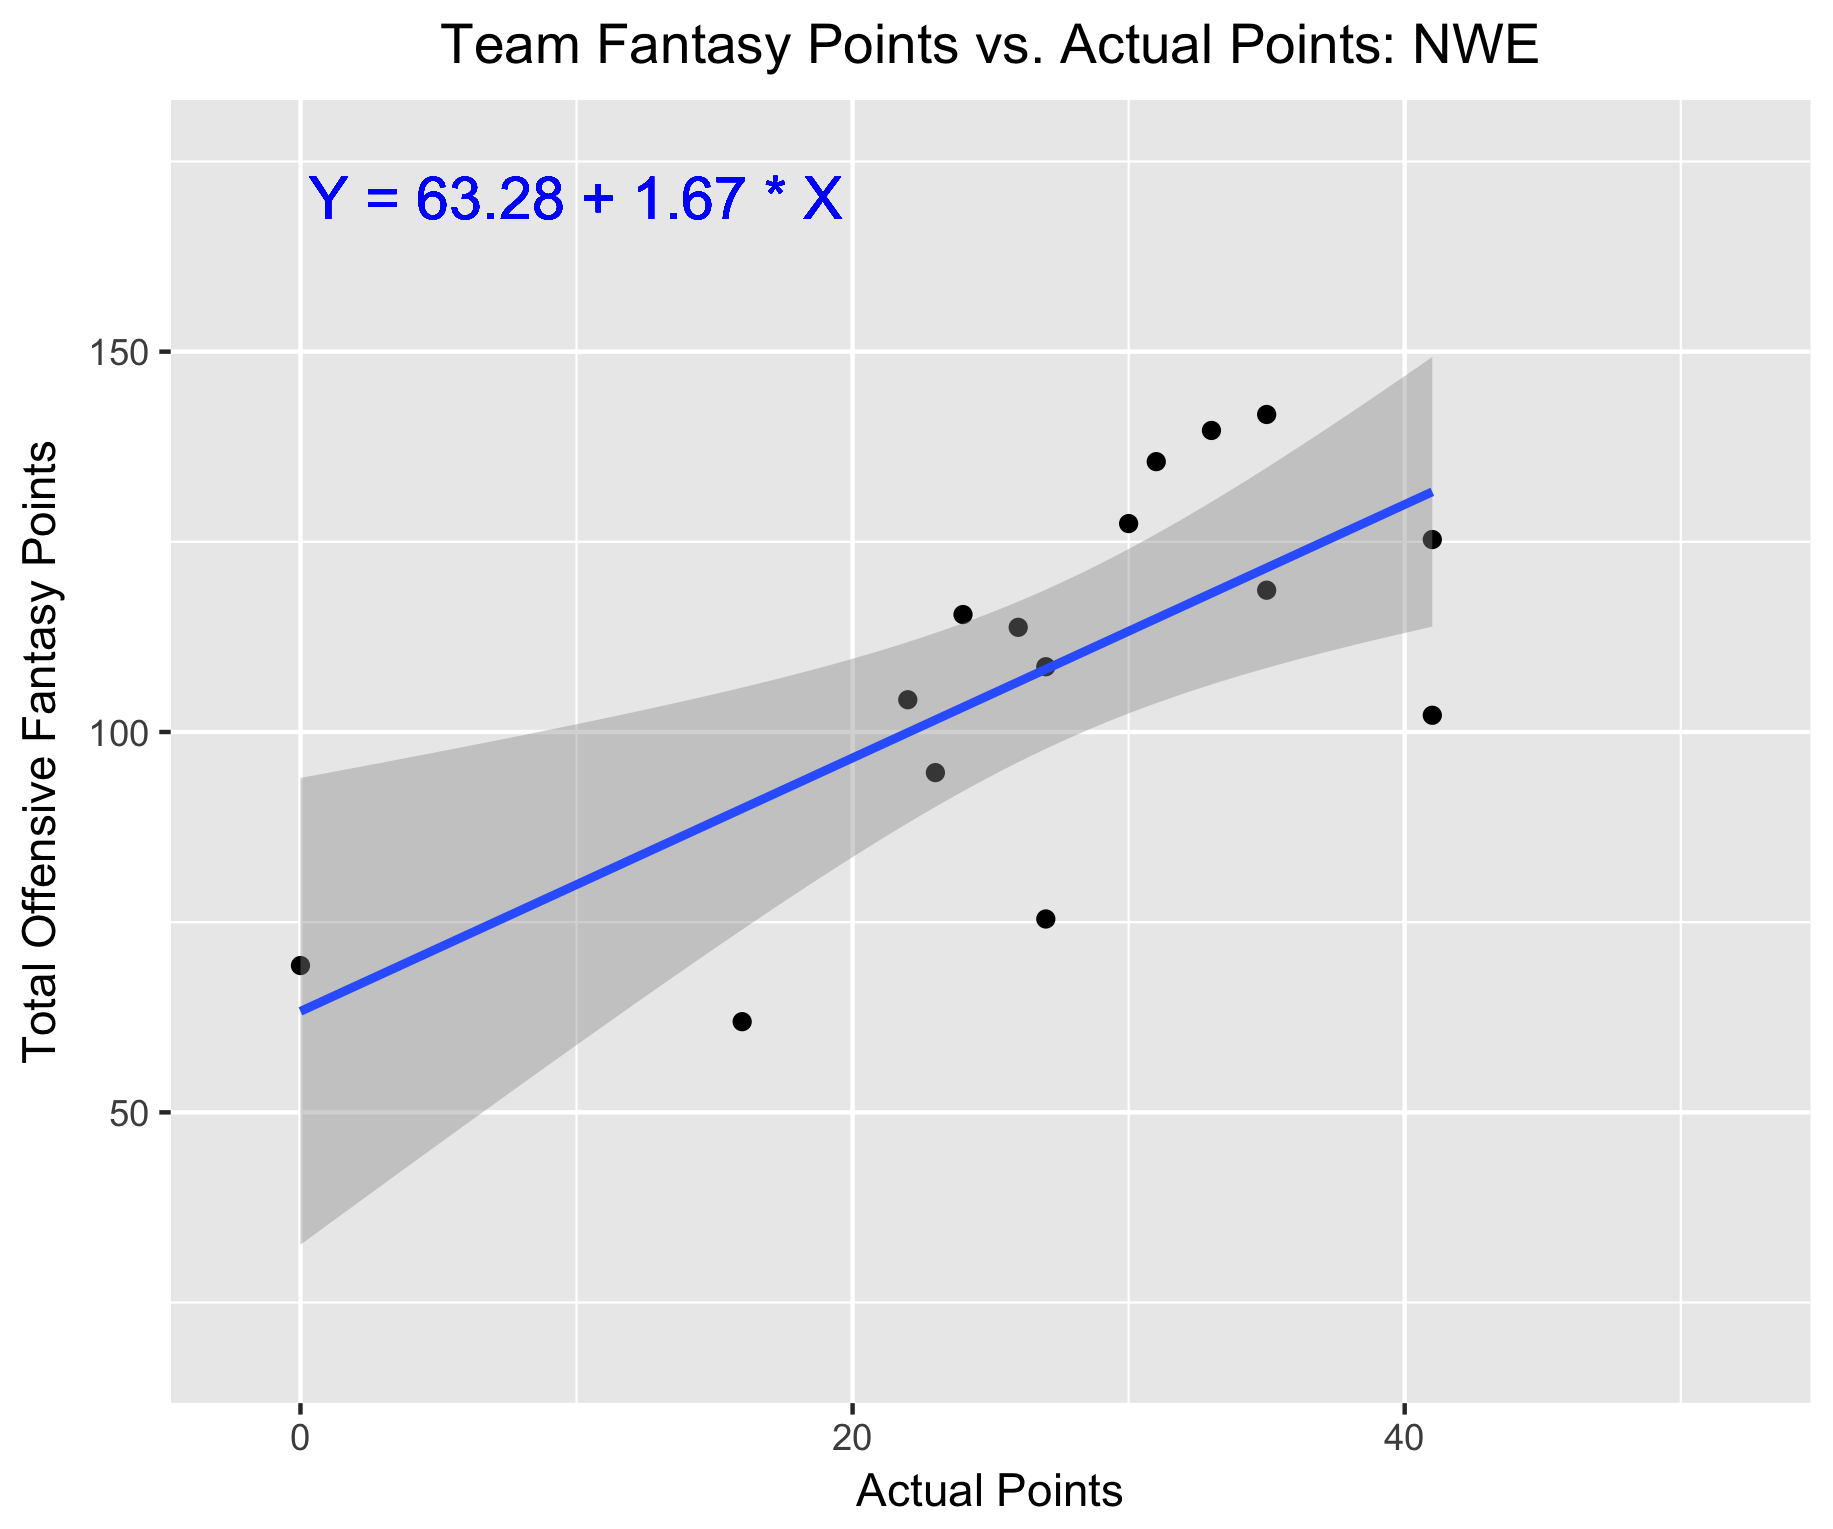 Team Fantasy Points vs. Actual Points: NWE
Y = 63.28 + 1.67 * X
Total Offensive Fantasy Points
150
100
50
0 20 40
Actual Points